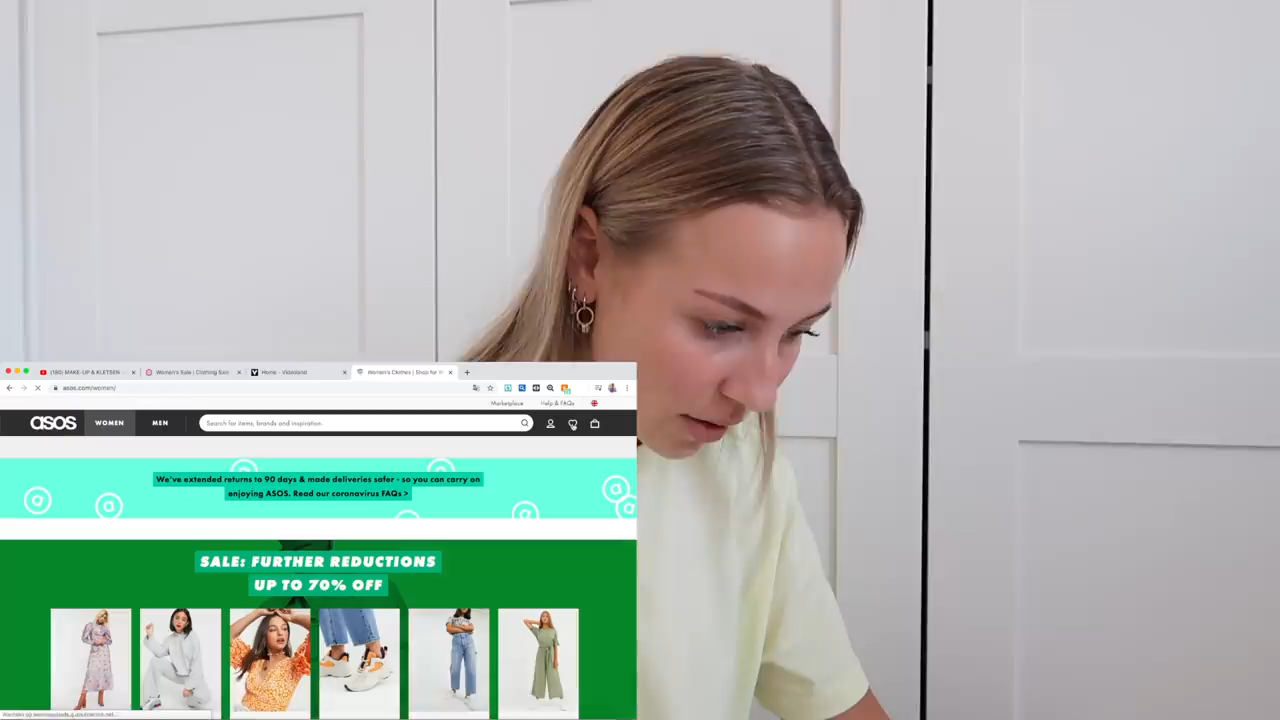 (180) MAKE-UP & KLETSEN
Women's Sale | Clothing Sale
Home - Videoland
Women's Clothes | Shop for W
asos.com/women/
Marketplace
Help & FAQs
asos
WOMEN
MEN
Search for items, brands and inspiration
We've extended returns to 90 days & made deliveries safer - so you can carry on
enjoying ASOS. Read our coronavirus FAQs >
SALE: FURTHER REDUCTIONS
UP TO 70% OFF